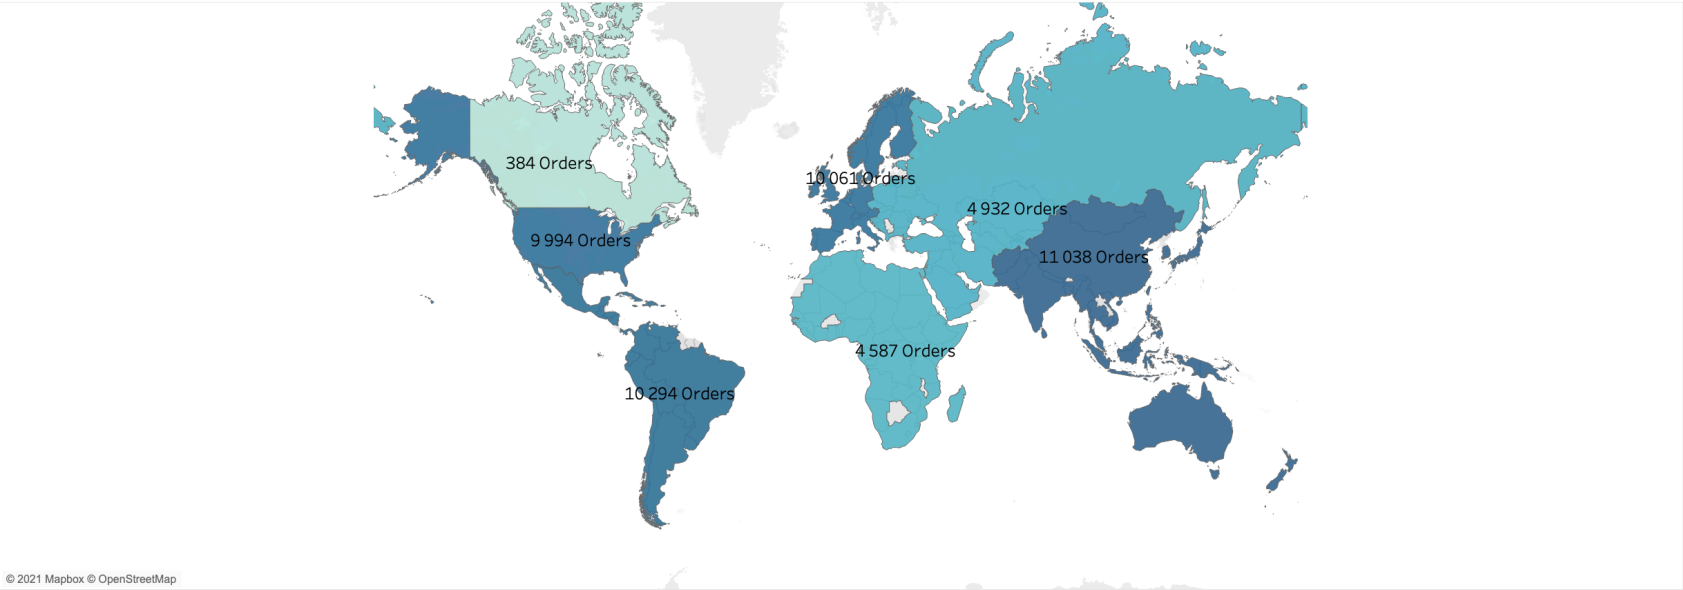 384 Orders
10 061 Orders
4 932 Orders
9 994 Orders
11 038 Orders
4 587 Orders
10 294 Orders
© 2021 Mapbox © OpenStreetMap